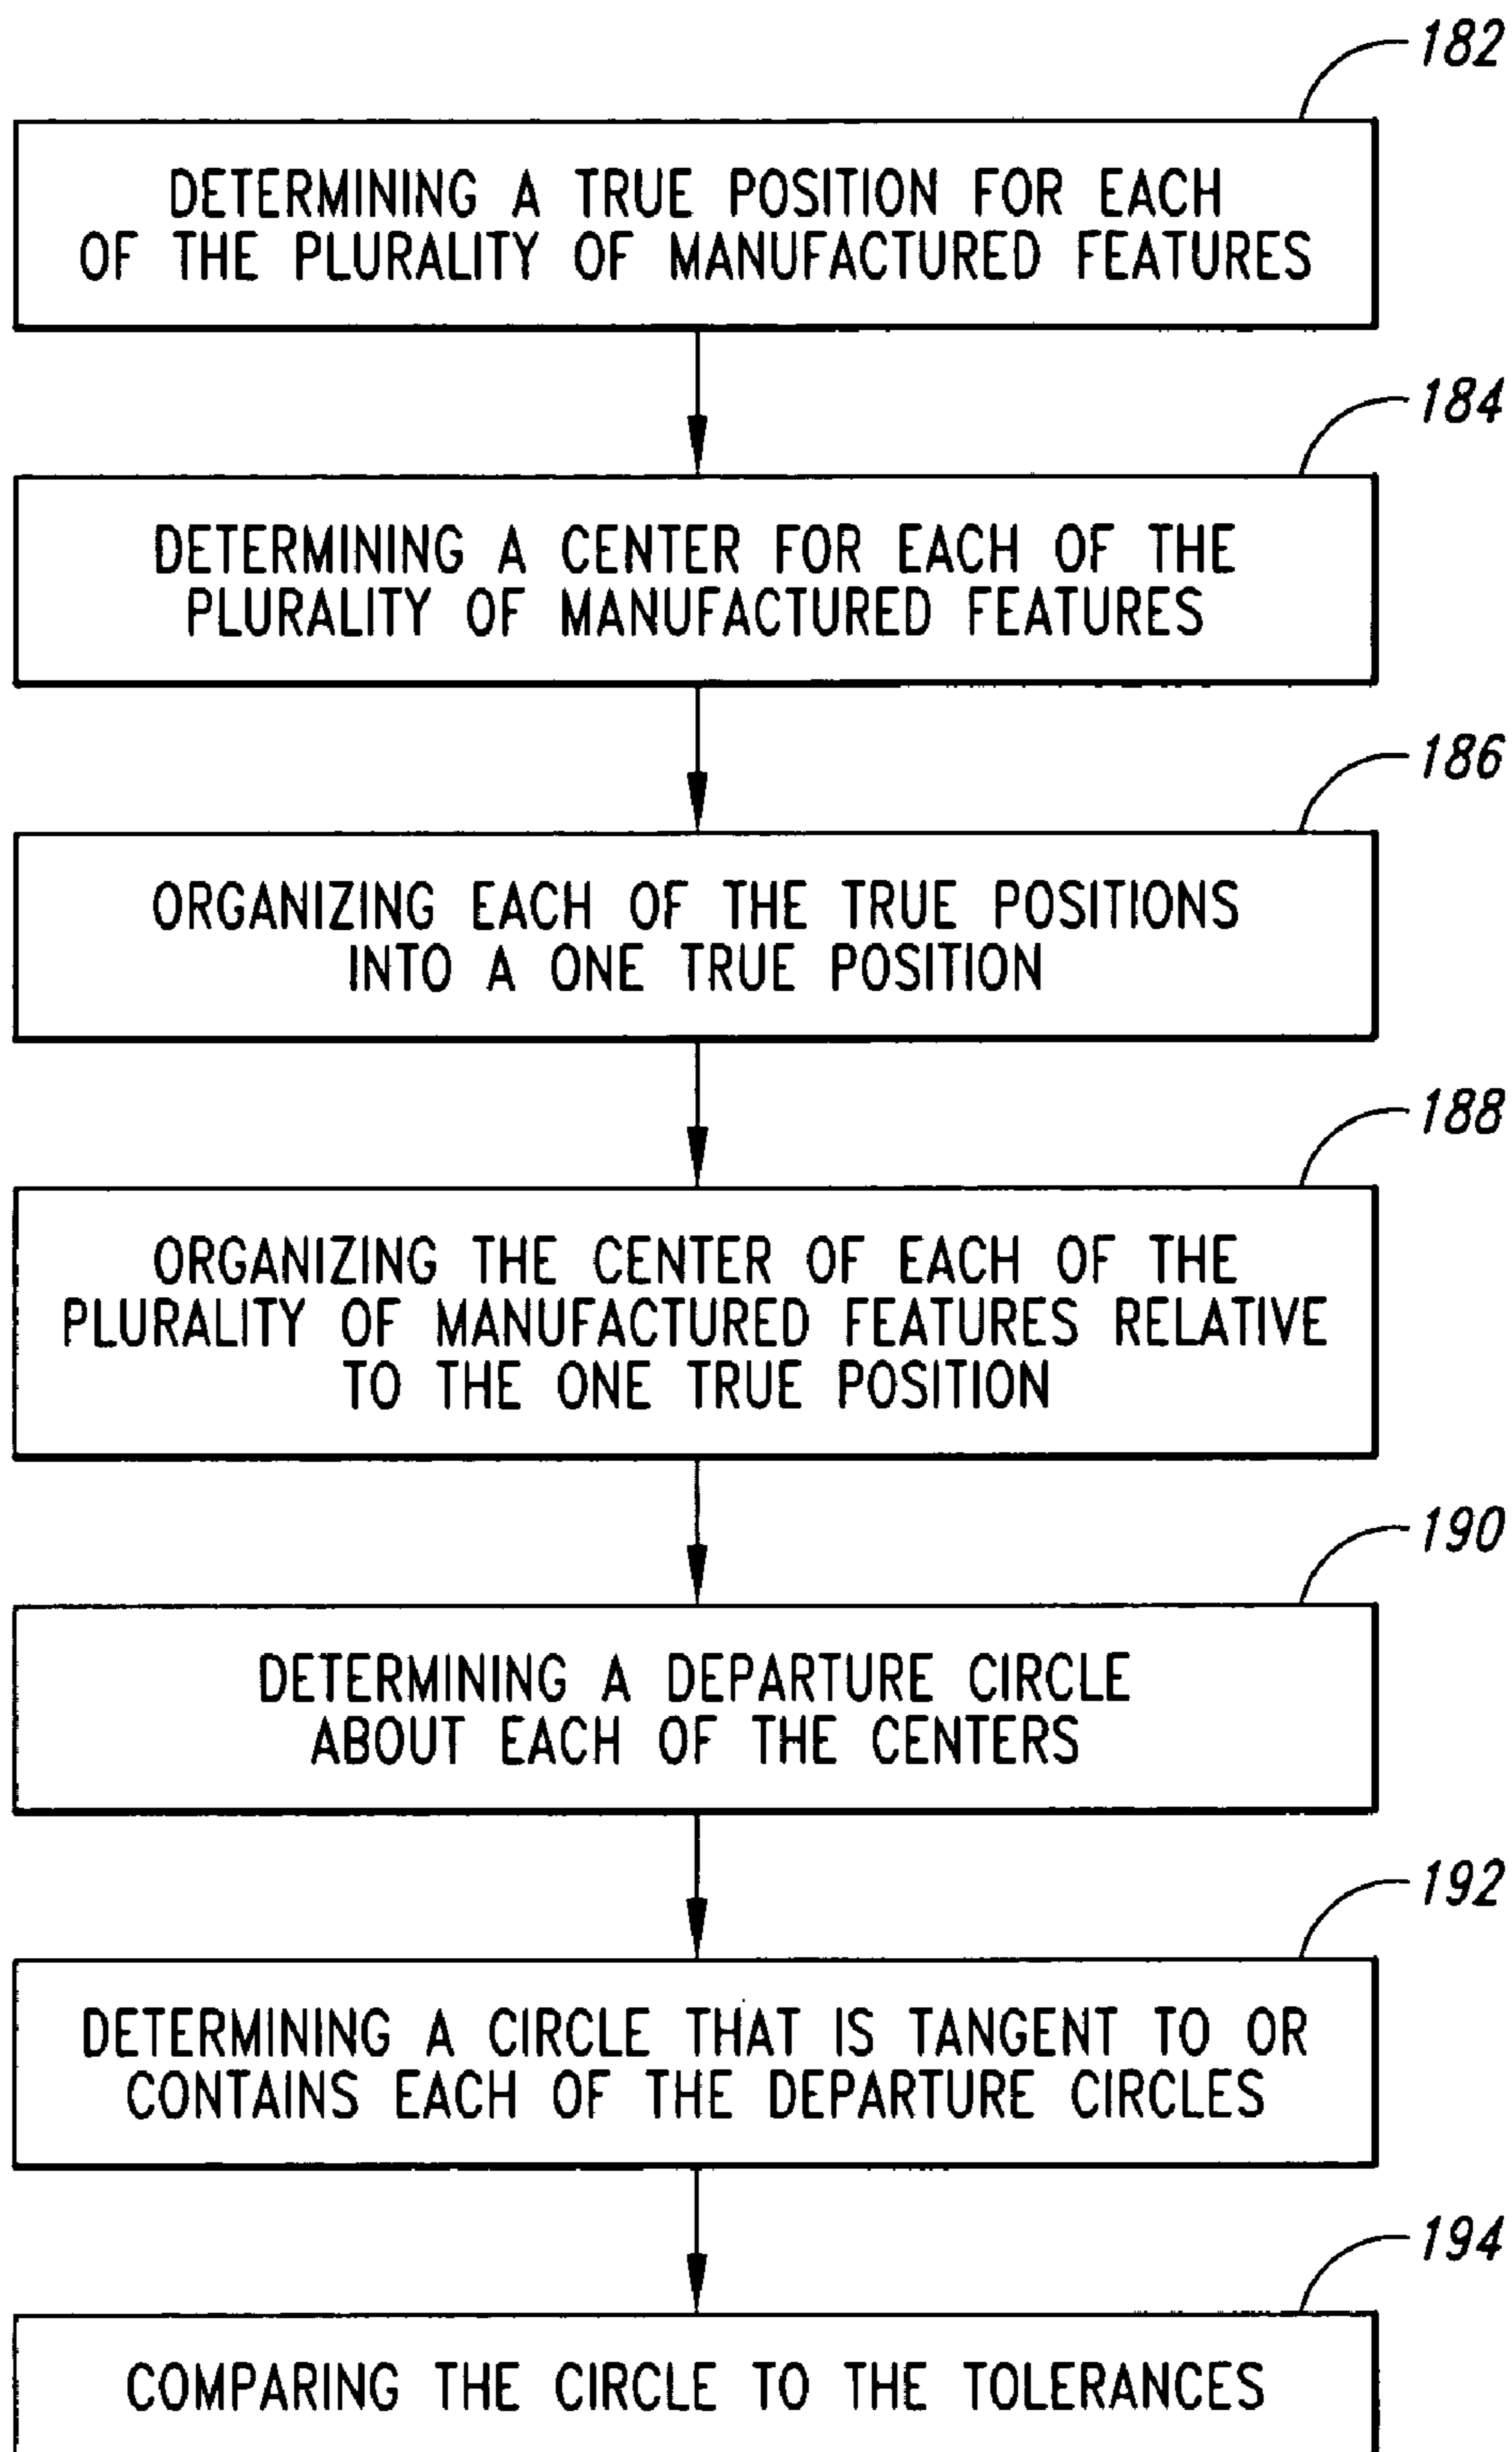 182
DETERMINING A TRUE POSITION FOR EACH
OF THE PLURALITY OF MANUFACTURED FEATURES
184
DETERMINING A CENTER FOR EACH OF THE
PLURALITY OF MANUFACTURED FEATURES
186
ORGANIZING EACH OF THE TRUE POSITIONS
INTO A ONE TRUE POSITION
188
ORGANIZING THE CENTER OF EACH OF THE
PLURALITY OF MANUFACTURED FEATURES RELATIVE
TO THE ONE TRUE POSITION
190
DETERMINING A DEPARTURE CIRCLE
ABOUT EACH OF THE CENTERS
192
DETERMINING A CIRCLE THAT IS TANGENT TO OR
CONTAINS EACH OF THE DEPARTURE CIRCLES
194
COMPARING THE CIRCLE TO THE TOLERANCES